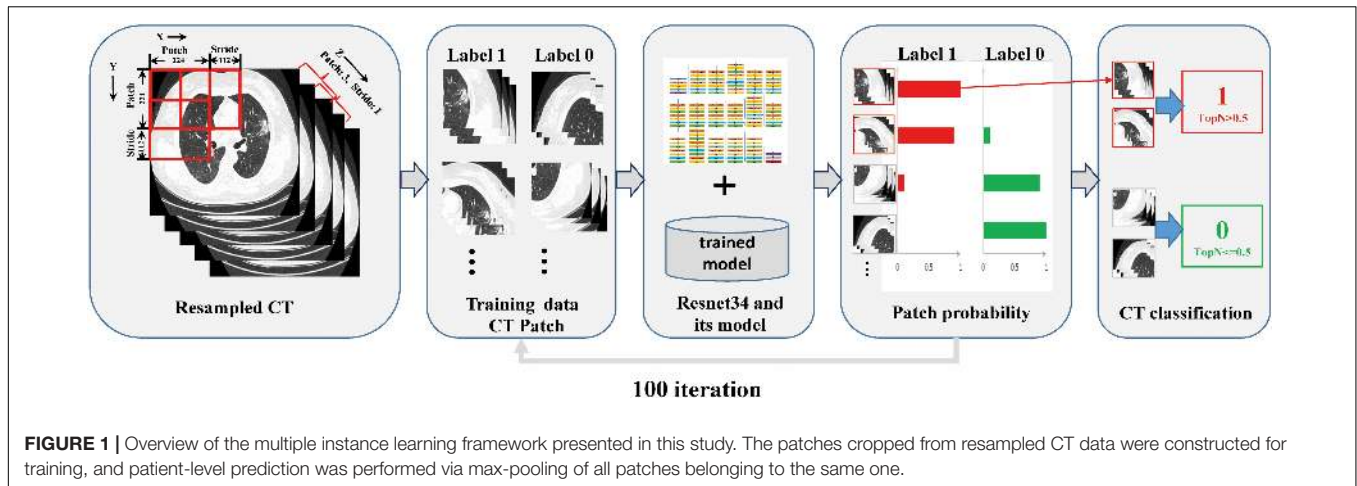 X
Patch
224
Stride
112
Y
Patch
224
Stride
112
Z
Patch: 3, Stride: 1
Resampled CT
Label 1
Label 0
Training data
CT Patch
+
trained
model
Resnet34 and
its model
Label 1
Label 0
0
0.5
1
0
0.5
1
Patch probability
1
TopN>0.5
0
TopN<=0.5
CT classification
100 iteration
FIGURE 1 | Overview of the multiple instance learning framework presented in this study. The patches cropped from resampled CT data were constructed for
training, and patient-level prediction was performed via max-pooling of all patches belonging to the same one.